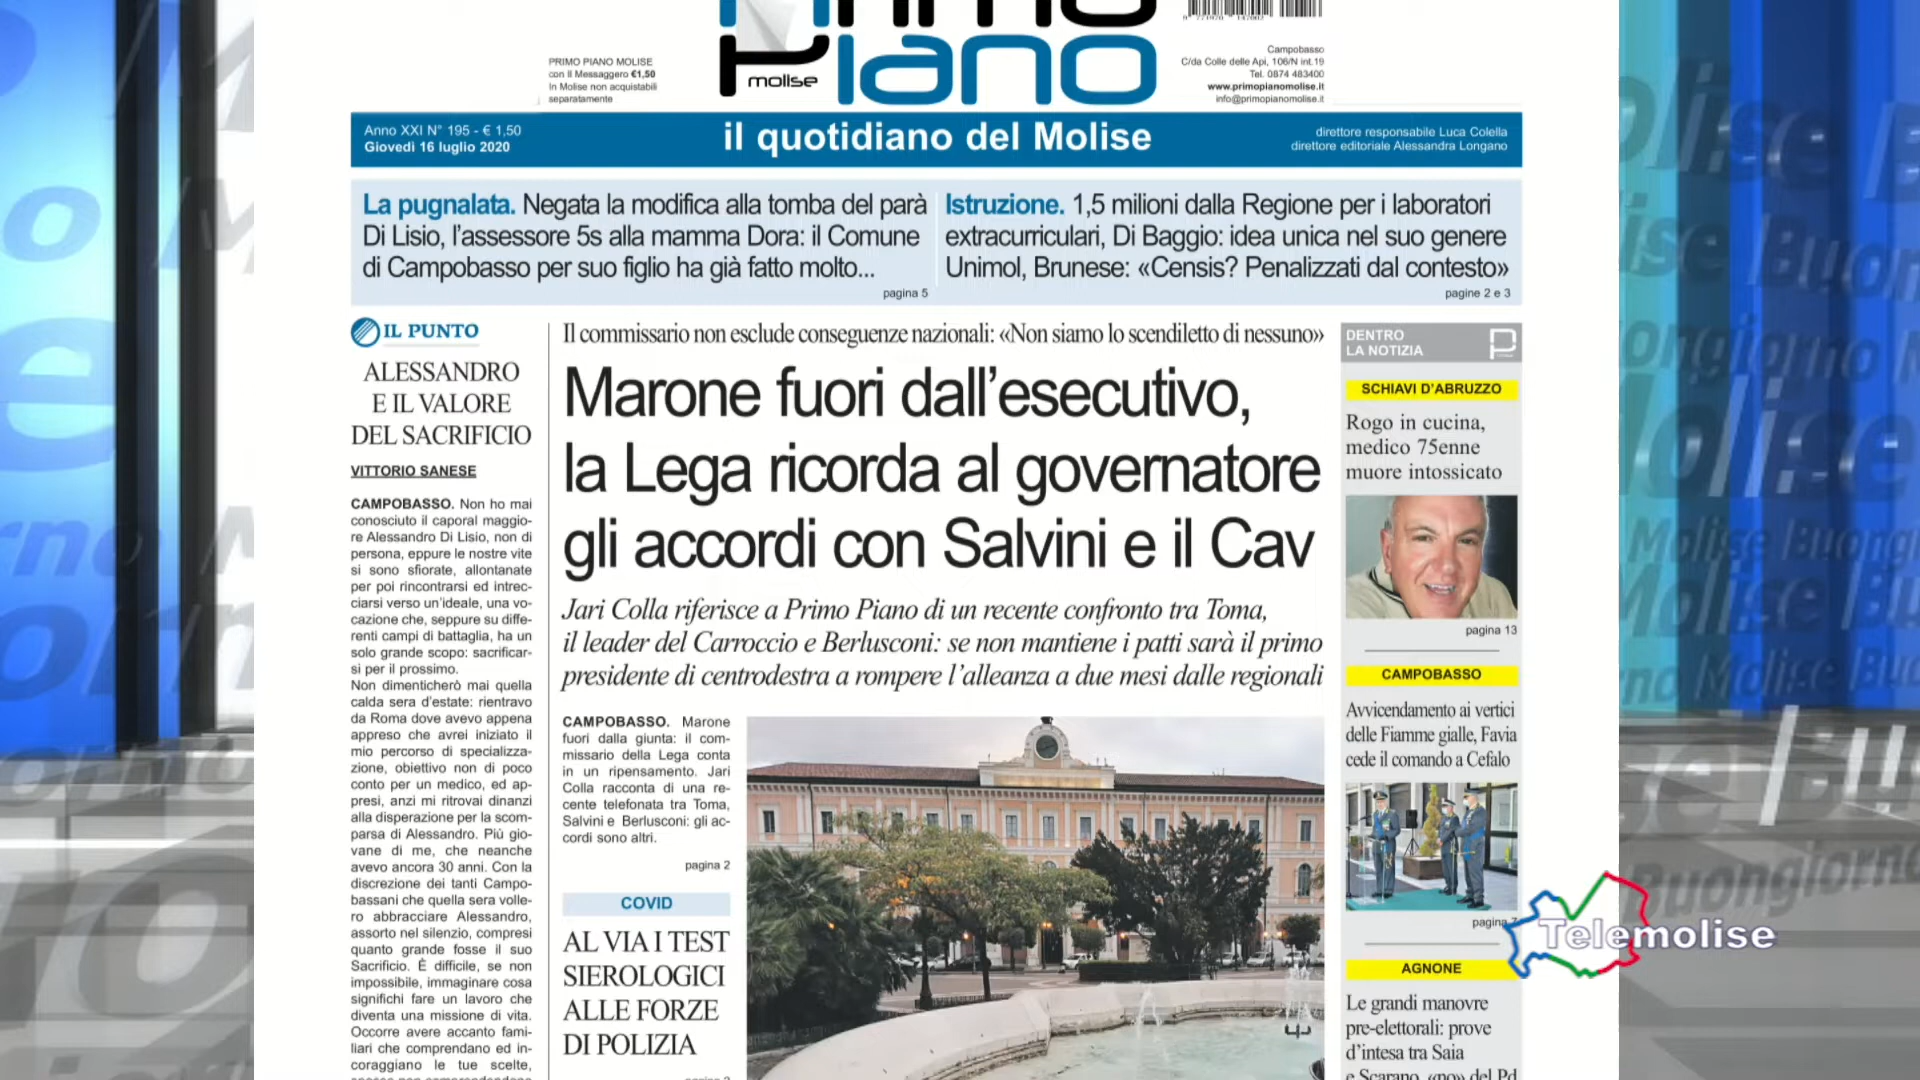 PRIMO PIANO MOLISE
con Il Messaggero €1,50
In Molise non acquistabili
separatamente
Piano
molise
Campobasso
C/da Colle delle Api, 106/N int.19
Tel. 0874 483400
www.primopianomolise.it
info@primopianomolise.it
Anno XXI N° 195 - € 1,50
Giovedì 16 luglio 2020
il quotidiano del Molise
direttore responsabile Luca Colella
direttore editoriale Alessandra Longano
La pugnalata. Negata la modifica alla tomba del parà
Di Lisio, l'assessore 5s alla mamma Dora: il Comune
di Campobasso per suo figlio ha già fatto molto...
pagina 5
Istruzione. 1,5 milioni dalla Regione per i laboratori
extracurriculari, Di Baggio: idea unica nel suo genere
Unimol, Brunese: «Censis? Penalizzati dal contesto»
pagine 2 e 3
IL PUNTO
ALESSANDRO
E IL VALORE
DEL SACRIFICIO
VITTORIO SANESE
CAMPOBASSO. Non ho mai
conosciuto il caporal maggio-
re Alessandro Di Lisio, non di
persona, eppure le nostre vite
si sono sfiorate, allontanate
per poi rincontrarsi ed intrec-
ciarsi verso un'ideale, una vo-
cazione che, seppure su diffe-
renti campi di battaglia, ha un
solo grande scopo: sacrificar-
si per il prossimo.
Non dimenticherò mai quella
calda sera d'estate: rientravo
da Roma dove avevo appena
appreso che avrei iniziato il
mio percorso di specializza-
zione, obiettivo non di poco
conto per un medico, ed ap-
presi, anzi mi ritrovai dinanzi
alla disperazione per la scom-
parsa di Alessandro. Più gio-
vane di me, che neanche
avevo ancora 30 anni. Con la
discrezione dei tanti Campo-
bassani che quella sera volle-
ro abbracciare Alessandro,
assorto nel silenzio, compresi
quanto grande fosse il suo
Sacrificio. È difficile, se non
impossibile, immaginare cosa
significhi fare un lavoro che
diventa una missione di vita.
Occorre avere accanto fami-
liari che comprendano ed in-
coraggiano le tue scelte,
Il commissario non esclude conseguenze nazionali: «Non siamo lo scendiletto di nessuno»
Marone fuori dall'esecutivo,
la Lega ricorda al governatore
gli accordi con Salvini e il Cav
Jari Colla riferisce a Primo Piano di un recente confronto tra Toma,
il leader del Carroccio e Berlusconi: se non mantiene i patti sarà il primo
presidente di centrodestra a rompere l'alleanza a due mesi dalle regionali
CAMPOBASSO. Marone
fuori dalla giunta: il com-
missario della Lega conta
in un ripensamento. Jari
Colla racconta di una re-
cente telefonata tra Toma,
Salvini e Berlusconi: gli ac-
cordi sono altri.
pagina 2
COVID
AL VIA I TEST
SIEROLOGICI
ALLE FORZE
DI POLIZIA
DENTRO
LA NOTIZIA
SCHIAVI D'ABRUZZO
Rogo in cucina,
medico 75enne
muore intossicato
pagina 13
CAMPOBASSO
Avvicendamento ai vertici
delle Fiamme gialle, Favia
cede il comando a Cefalo
pagina 7
AGNONE
Le grandi manovre
pre-elettorali: prove
d'intesa tra Saia
e Scarano, «no» del Pd
Telemolise